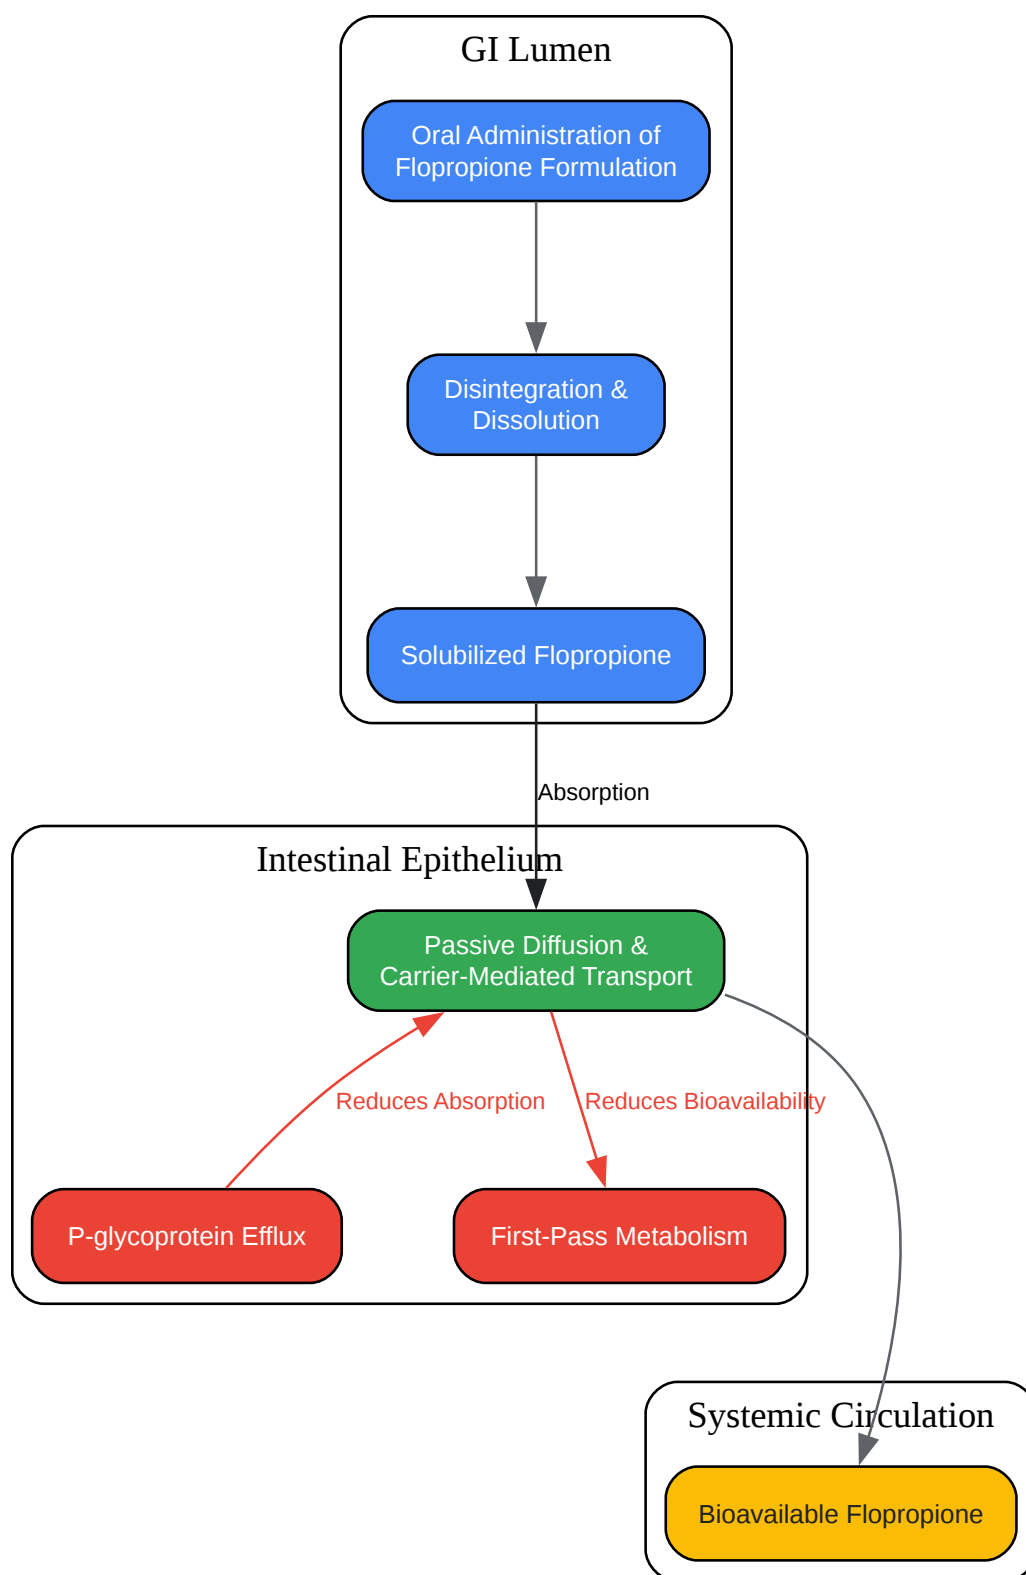 GI Lumen
Oral Administration of
Flopropione Formulation
Disintegration &
Dissolution
Solubilized Flopropione
Absorption
Intestinal Epithelium
Passive Diffusion &
Carrier-Mediated Transport
Reduces Absorption
Reduces Bioavailability
P-glycoprotein Efflux
First-Pass Metabolism
Systemic Circulation
Bioavailable Flopropione